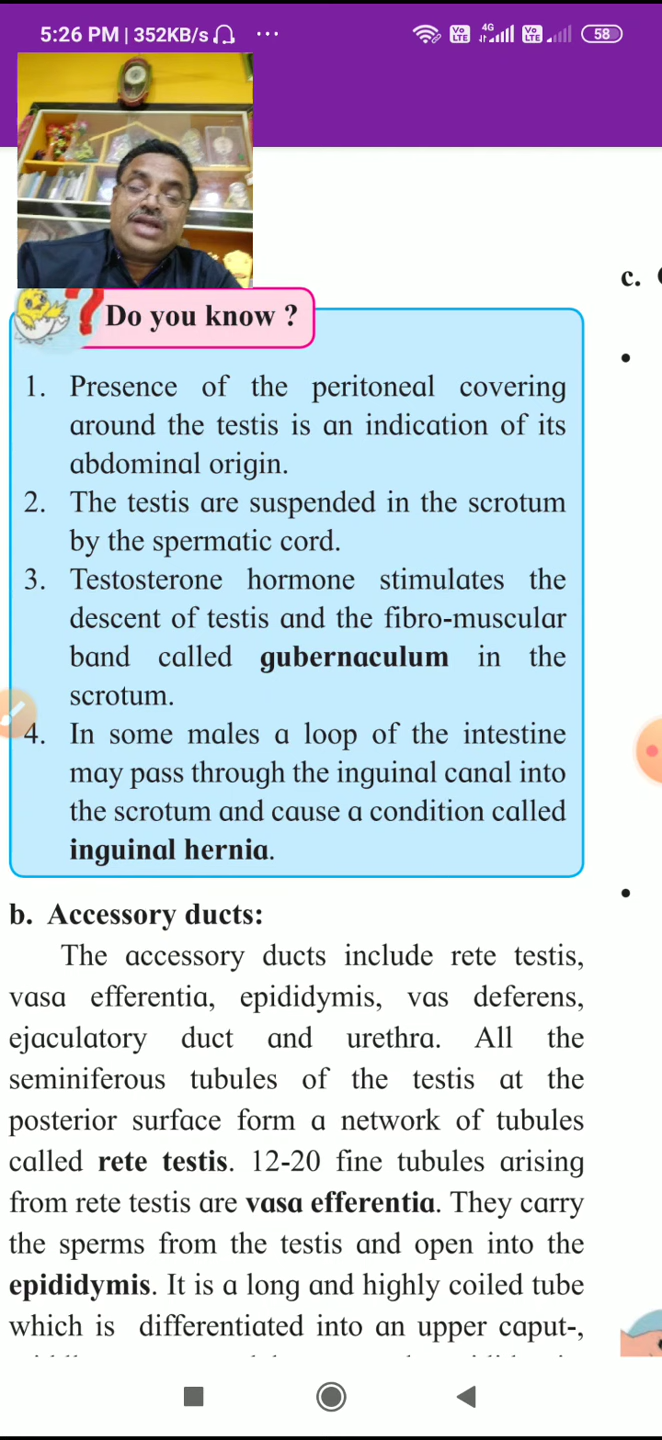 5:26 PM | 352KB/s
Vo LTE 4G Vo LTE 58
c.
Do you know ?
1. Presence of the peritoneal covering
around the testis is an indication of its
abdominal origin.
2. The testis are suspended in the scrotum
by the spermatic cord.
3. Testosterone hormone stimulates the
descent of testis and the fibro-muscular
band called gubernaculum in the
scrotum.
4. In some males a loop of the intestine
may pass through the inguinal canal into
the scrotum and cause a condition called
inguinal hernia.
b. Accessory ducts:
The accessory ducts include rete testis,
vasa efferentia, epididymis, vas deferens,
ejaculatory duct and urethra. All the
seminiferous tubules of the testis at the
posterior surface form a network of tubules
called rete testis. 12-20 fine tubules arising
from rete testis are vasa efferentia. They carry
the sperms from the testis and open into the
epididymis. It is a long and highly coiled tube
which is differentiated into an upper caput-,